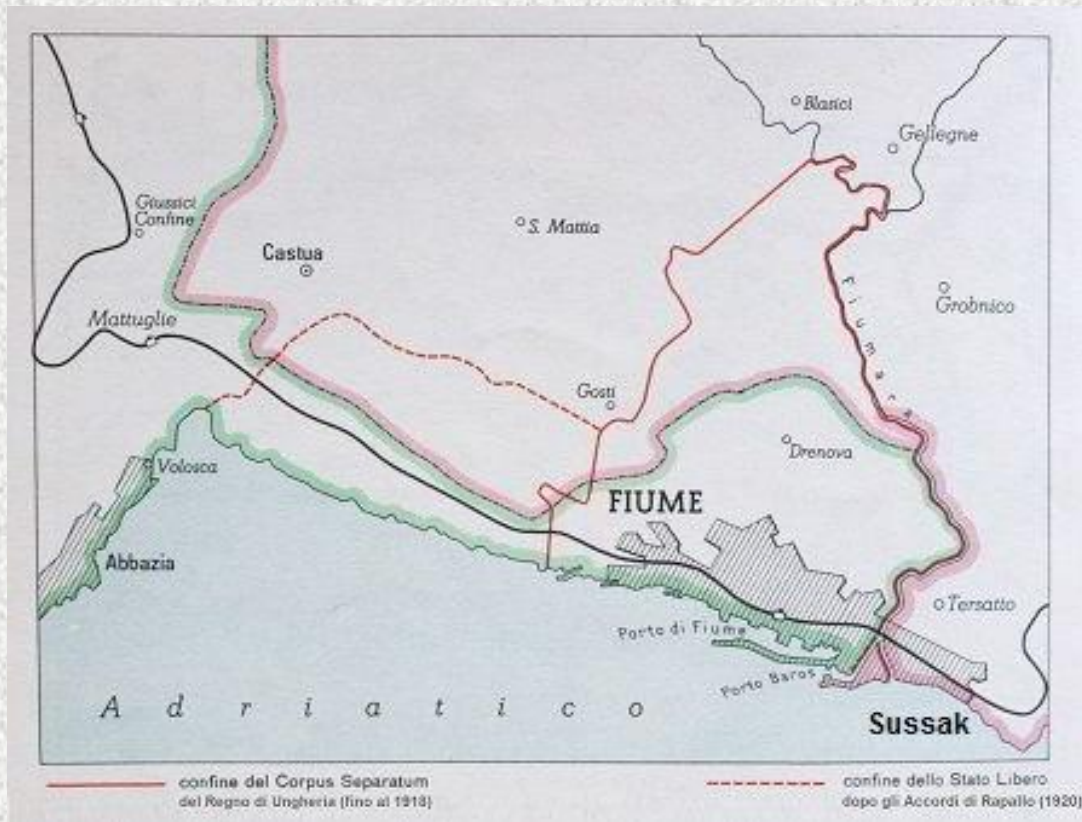 Blasici
Gellegne
Giussici
Confine
S. Mattia
Castua
Grobnico
Mattuglie
Fiumara
Gosti
Drenova
Volosca
FIUME
Abbazia
Tersatto
Porto di Fiume
Porto Baros
Adriatico
Sussak
confine del Corpus Separatum
del Regno di Ungheria (fino al 1918)
confine dello Stato Libero
dopo gli Accordi di Rapallo (1920)